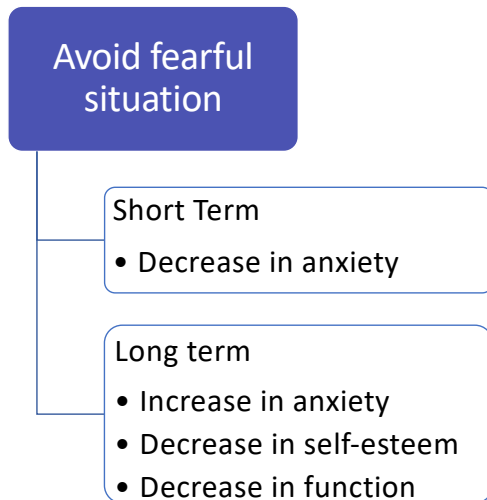 Avoid fearful
situation
Short Term
• Decrease in anxiety
Long term
• Increase in anxiety
• Decrease in self-esteem
• Decrease in function